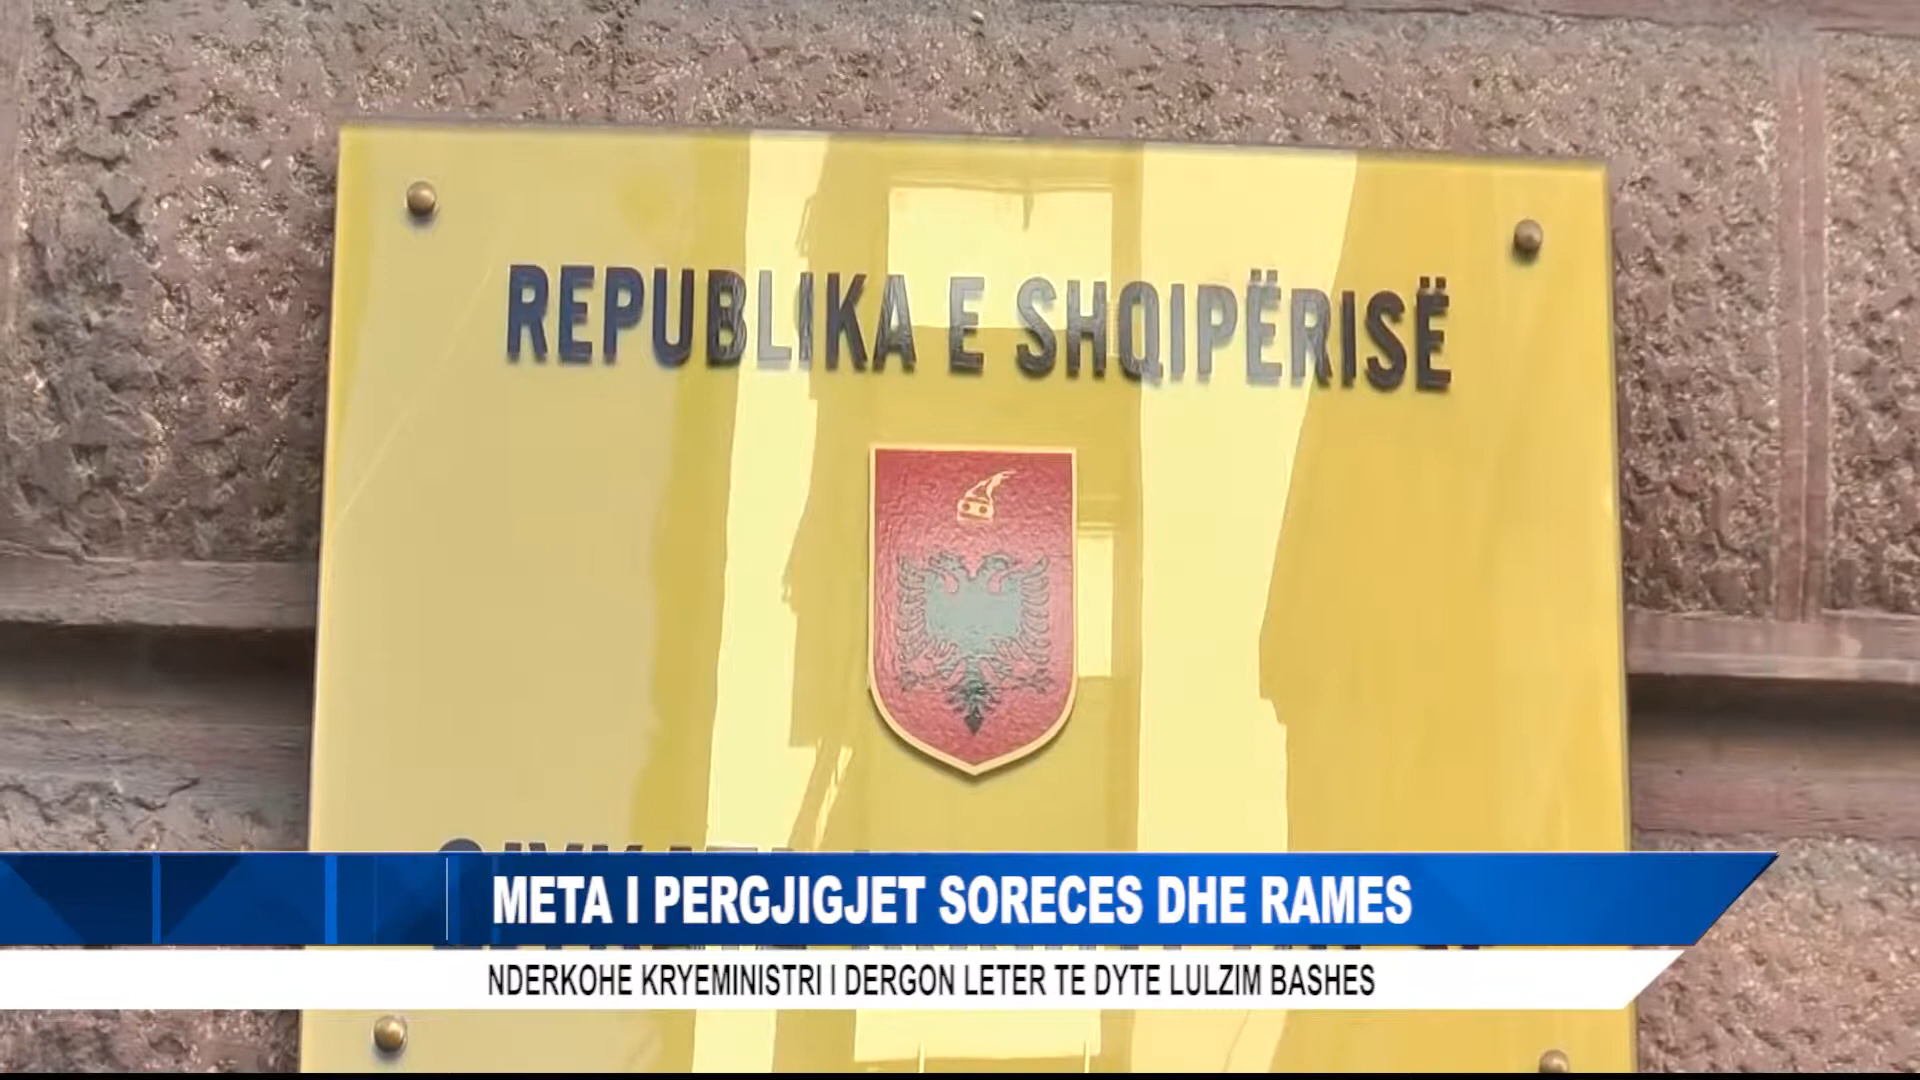 REPUBLIKA E SHQIPËRISË
META I PERGJIGJET SORECES DHE RAMES
NDERKOHE KRYEMINISTRI I DERGON LETER TE DYTE LULZIM BASHES